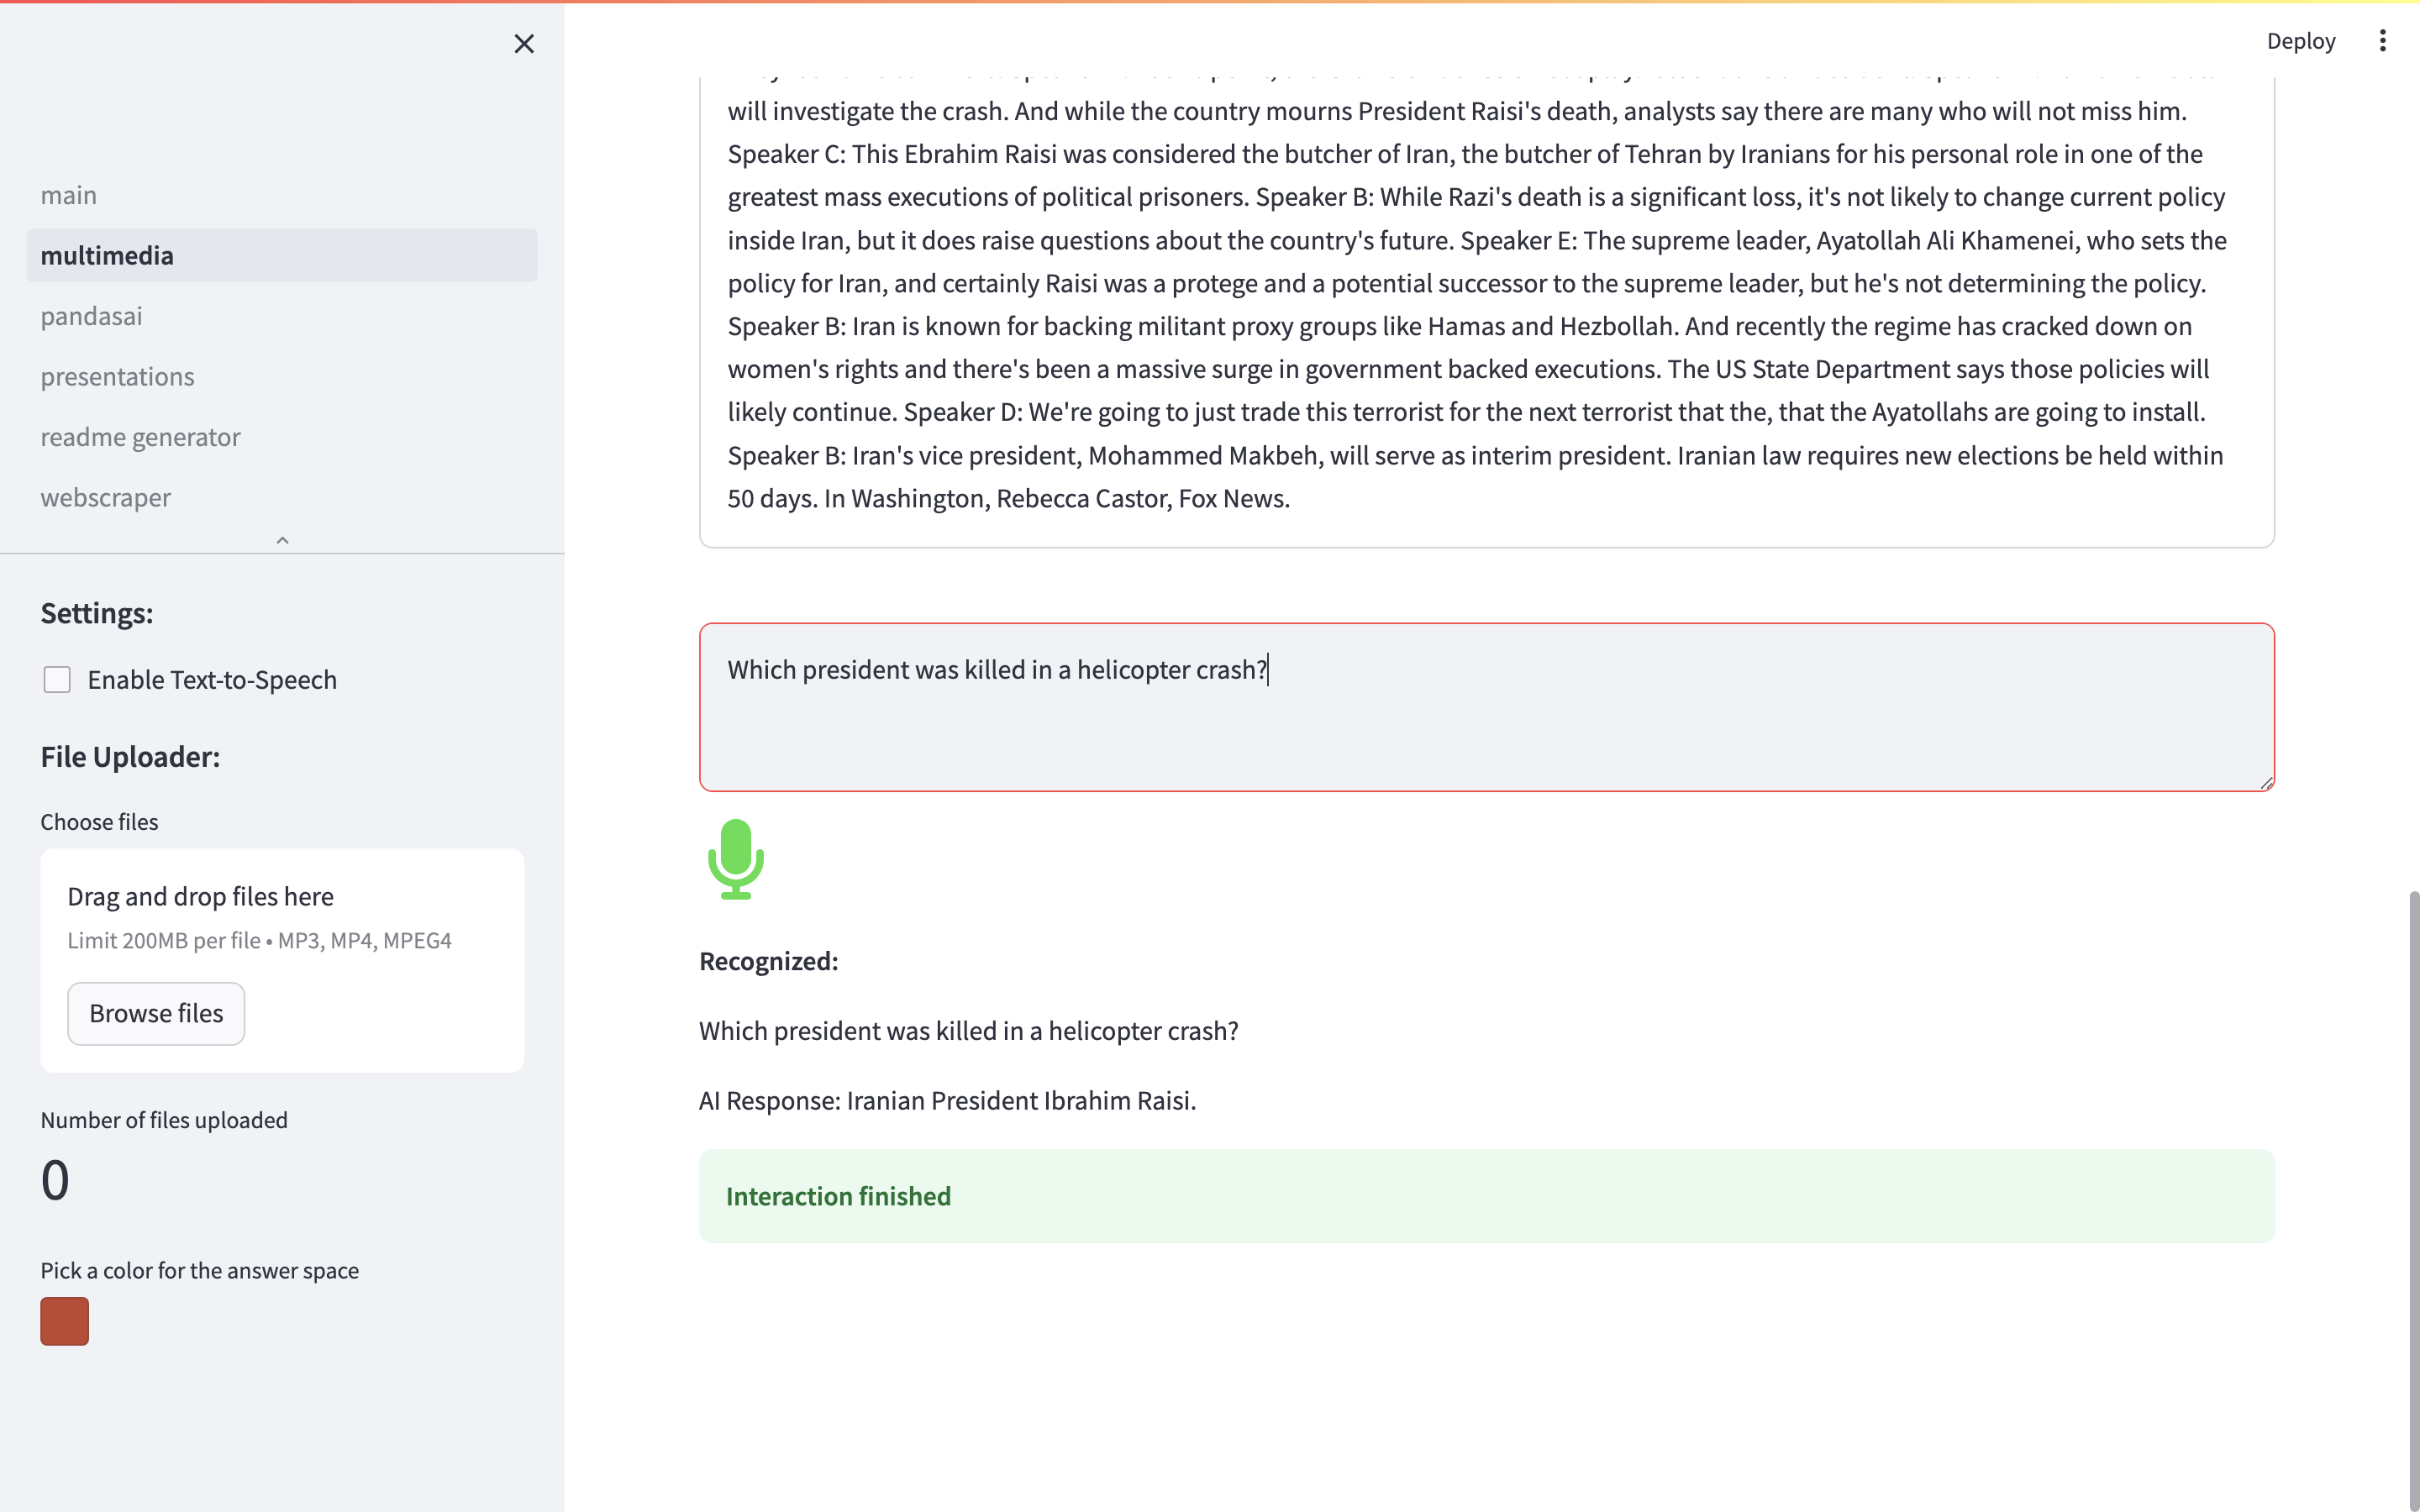 Deploy
main
multimedia
pandasai
presentations
readme generator
webscraper
Settings:
Enable Text-to-Speech
File Uploader:
Choose files
Drag and drop files here
Limit 200MB per file • MP3, MP4, MPEG4
Browse files
Number of files uploaded
0
Pick a color for the answer space
will investigate the crash. And while the country mourns President Raisi's death, analysts say there are many who will not miss him.
Speaker C: This Ebrahim Raisi was considered the butcher of Iran, the butcher of Tehran by Iranians for his personal role in one of the
greatest mass executions of political prisoners. Speaker B: While Razi's death is a significant loss, it's not likely to change current policy
inside Iran, but it does raise questions about the country's future. Speaker E: The supreme leader, Ayatollah Ali Khamenei, who sets the
policy for Iran, and certainly Raisi was a protege and a potential successor to the supreme leader, but he's not determining the policy.
Speaker B: Iran is known for backing militant proxy groups like Hamas and Hezbollah. And recently the regime has cracked down on
women's rights and there's been a massive surge in government backed executions. The US State Department says those policies will
likely continue. Speaker D: We're going to just trade this terrorist for the next terrorist that the, that the Ayatollahs are going to install.
Speaker B: Iran's vice president, Mohammed Makbeh, will serve as interim president. Iranian law requires new elections be held within
50 days. In Washington, Rebecca Castor, Fox News.
Which president was killed in a helicopter crash?
Recognized:
Which president was killed in a helicopter crash?
AI Response: Iranian President Ibrahim Raisi.
Interaction finished